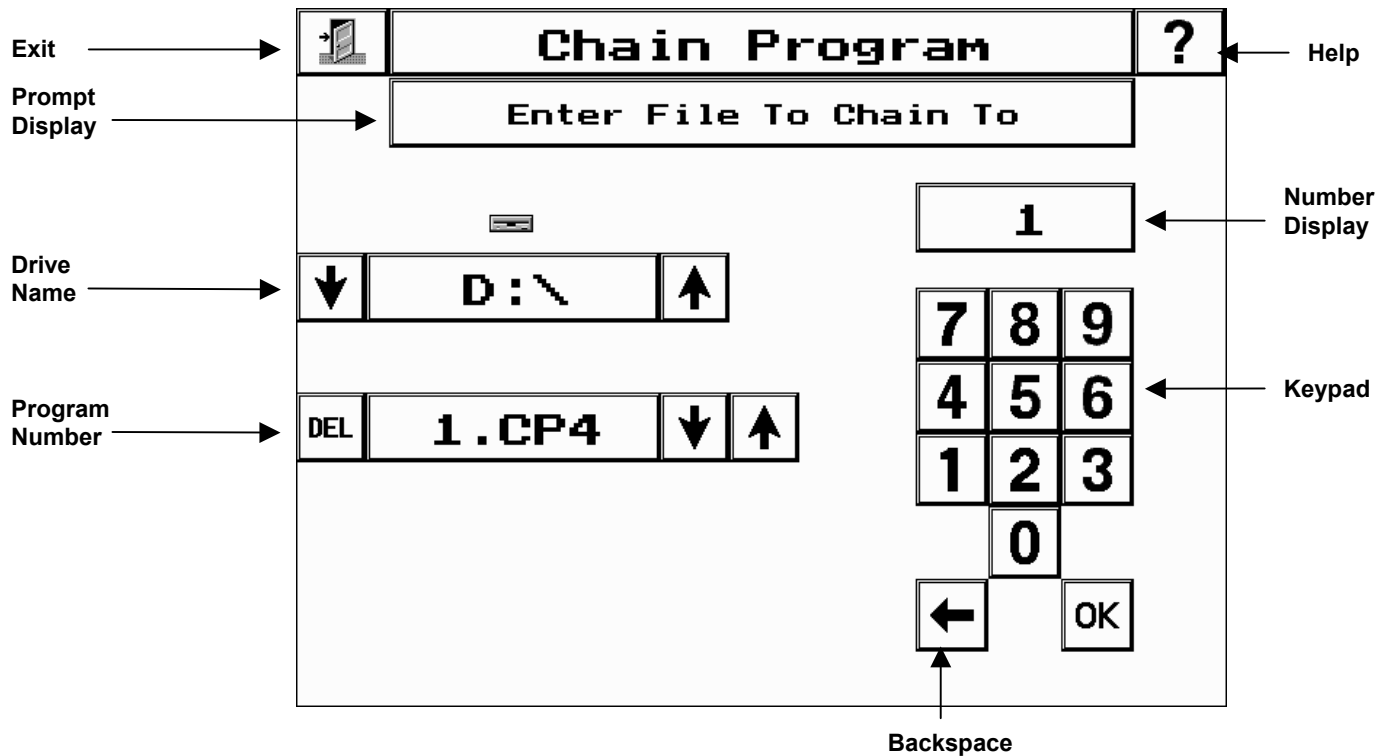 Exit
Chain Program
?
Help
Prompt
Display
Enter File To Chain To
Number
Display
1
Drive
Name
D:\
7 8 9
4 5 6
Keypad
Program
Number
DEL
1.CP4
1 2 3
0
OK
Backspace